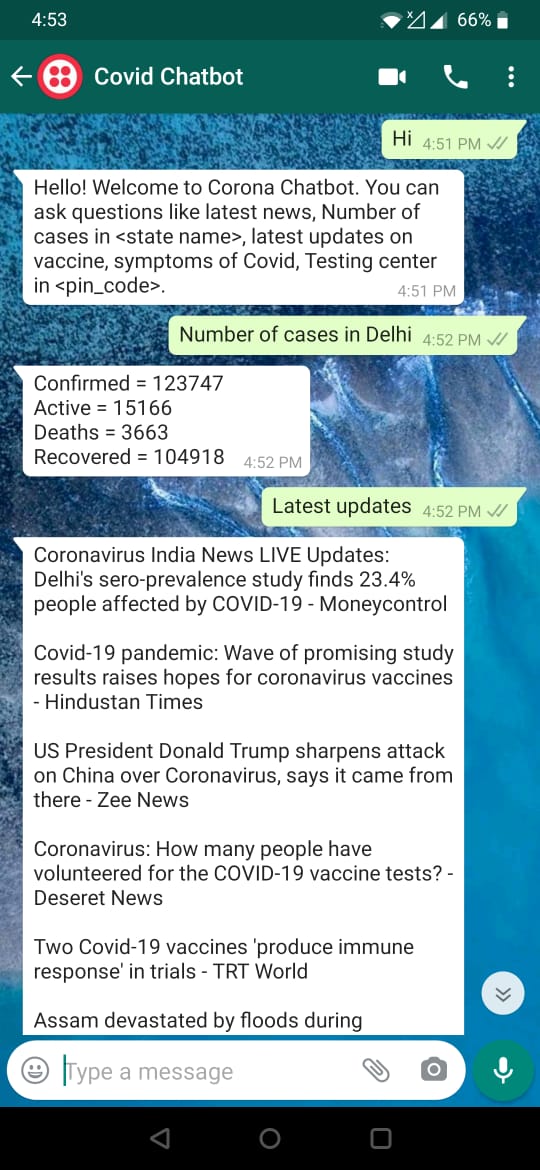 4:53
66%
Covid Chatbot
Hi 4:51 PM
Hello! Welcome to Corona Chatbot. You can
ask questions like latest news, Number of
cases in <state name>, latest updates on
vaccine, symptoms of Covid, Testing center
in <pin_code>.
4:51 PM
Number of cases in Delhi 4:52 PM
Confirmed = 123747
Active = 15166
Deaths = 3663
Recovered = 104918 4:52 PM
Latest updates 4:52 PM
Coronavirus India News LIVE Updates:
Delhi's sero-prevalence study finds 23.4%
people affected by COVID-19 - Moneycontrol
Covid-19 pandemic: Wave of promising study
results raises hopes for coronavirus vaccines
- Hindustan Times
US President Donald Trump sharpens attack
on China over Coronavirus, says it came from
there - Zee News
Coronavirus: How many people have
volunteered for the COVID-19 vaccine tests? -
Deseret News
Two Covid-19 vaccines 'produce immune
response' in trials - TRT World
Assam devastated by floods during
Type a message